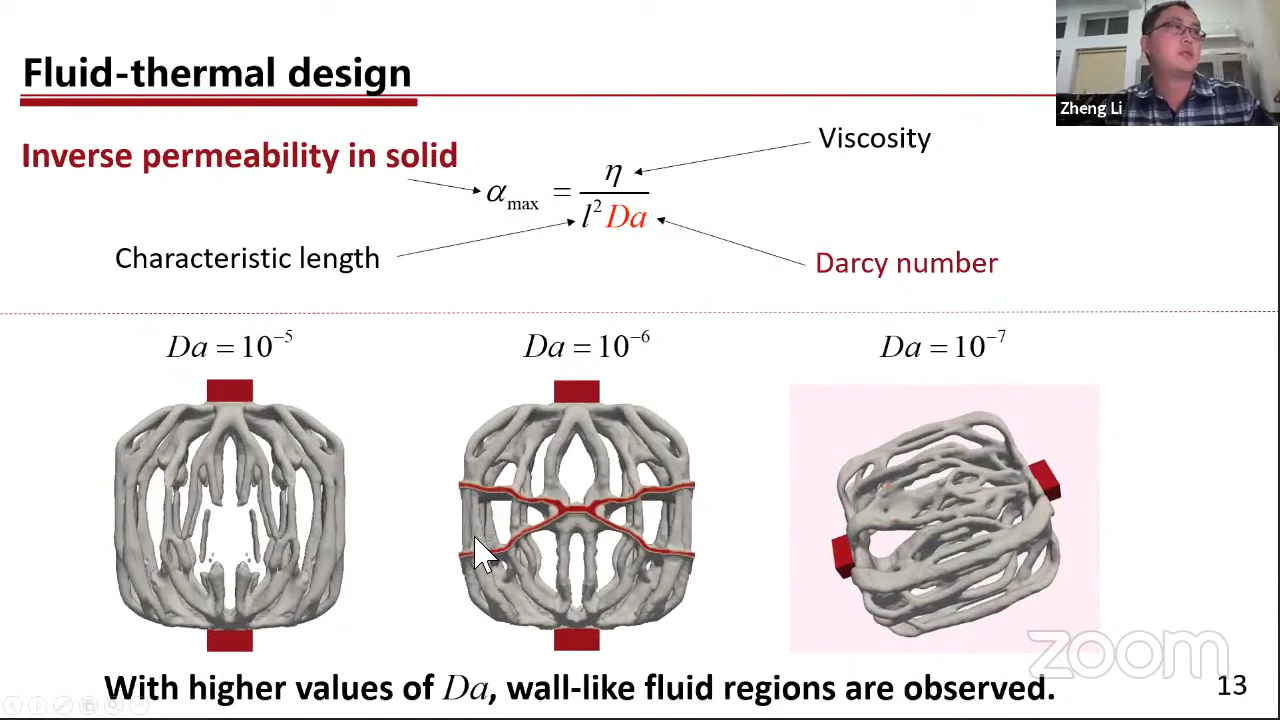 Fluid-thermal design
Zheng Li
Inverse permeability in solid
Viscosity
α_max = η / l² Da
Characteristic length
Darcy number
Da = 10⁻⁵
Da = 10⁻⁶
Da = 10⁻⁷
zoom
With higher values of Da, wall-like fluid regions are observed.
13